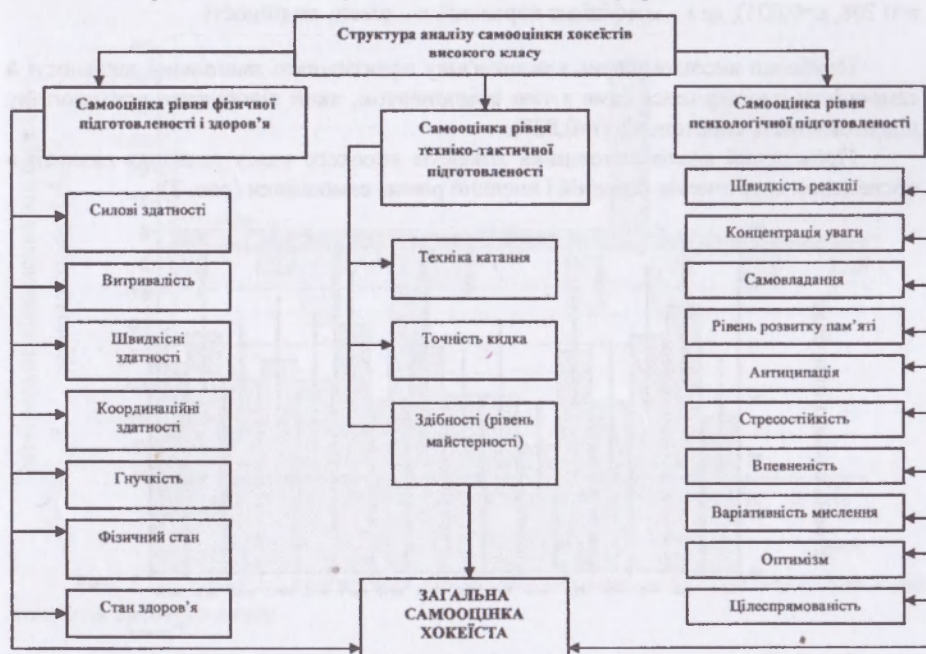 Структура аналізу самооцінки хокеїстів
високого класу
Самооцінка рівня фізичної
підготовленості і здоров'я
Силові здатності
Витривалість
Швидкісні
здатності
Координаційні
здатності
Гнучкість
Фізичний стан
Стан здоров'я
Самооцінка рівня
техніко-тактичної
підготовленості
Техніка катання
Точність кидка
Здібності (рівень
майстерності)
ЗАГАЛЬНА
САМООЦІНКА
ХОКЕЇСТА
Самооцінка рівня
психологічної підготовленості
Швидкість реакції
Концентрація уваги
Самовладання
Рівень розвитку пам'яті
Антиципація
Стресостійкість
Впевненість
Варіативність мислення
Оптимізм
Цілеспрямованість